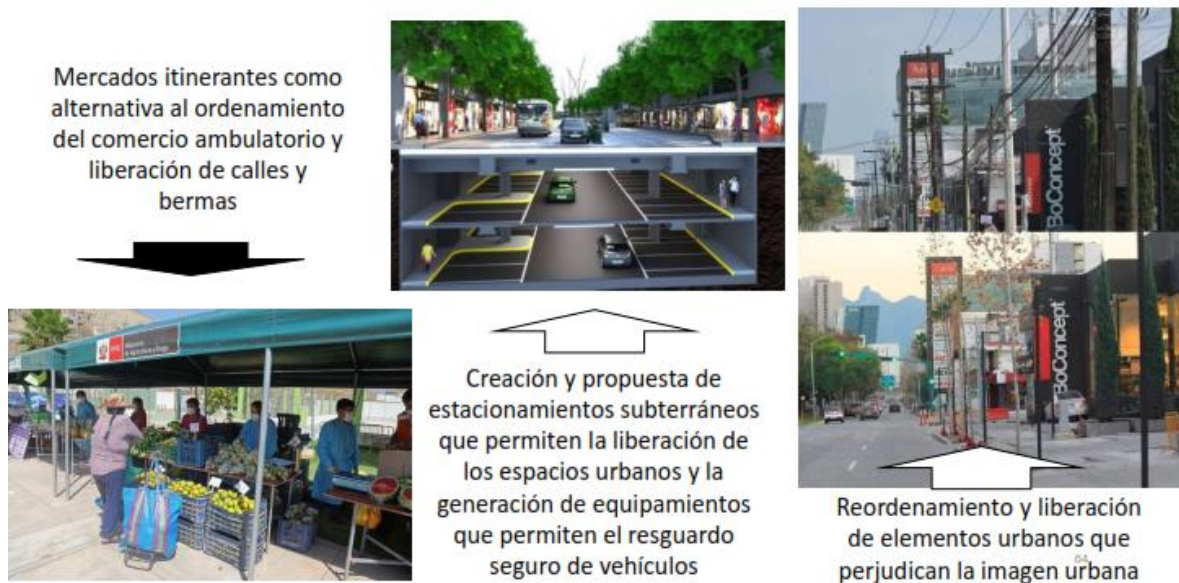 Mercados itinerantes como
alternativa al ordenamiento
del comercio ambulatorio y
liberación de calles y
bermas
Creación y propuesta de
estacionamientos subterráneos
que permiten la liberación de
los espacios urbanos y la
generación de equipamientos
que permiten el resguardo
seguro de vehículos
BoConcept
BoConcept
Reordenamiento y liberación
de elementos urbanos que
perjudican la imagen urbana
64